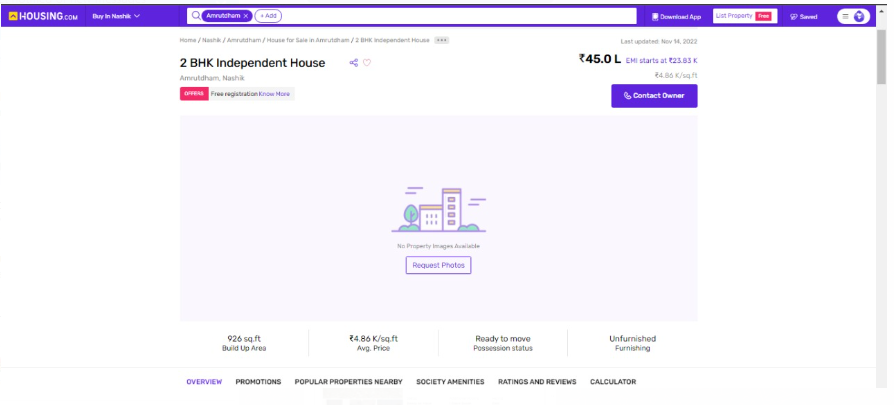 HOUSING.COM Buy in Nashik Amrutdham × + Add Download App List Property Free Saved
Home / Nashik / Amrutdham / House for Sale in Amrutdham / 2 BHK Independent House
Last updated: Nov 14, 2022
2 BHK Independent House
₹45.0 L EMI starts at ₹23.83 K
Amrutdham, Nashik
₹4.86 K/sq.ft
OFFERS Free registration Know More
Contact Owner
No Property Images Available
Request Photos
926 sq.ft ₹4.86 K/sq.ft Ready to move Unfurnished
Build Up Area Avg. Price Possession status Furnishing
OVERVIEW PROMOTIONS POPULAR PROPERTIES NEARBY SOCIETY AMENITIES RATINGS AND REVIEWS CALCULATOR